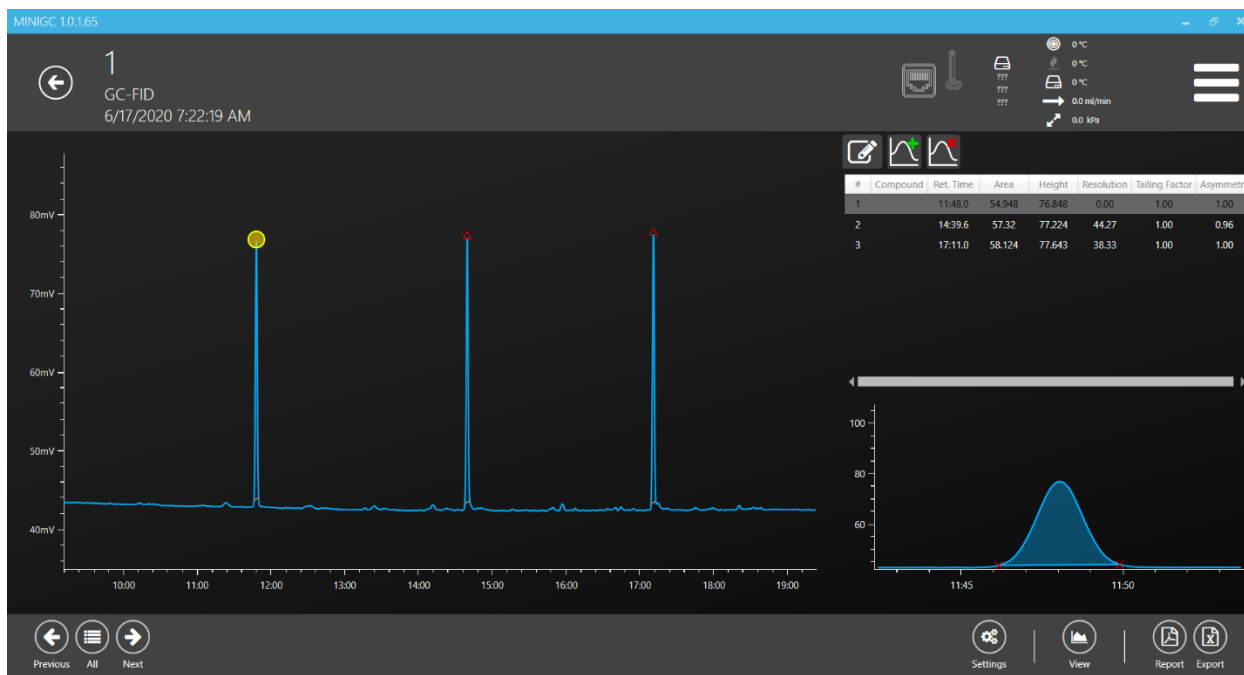 MINIGC 1.0.1.65
1
GC-FID
6/17/2020 7:22:19 AM
???
???
???
0 °C
0 °C
0 °C
0.0 ml/min
0.0 kPa
# Compound Ret. Time Area Height Resolution Tailing Factor Asymmetr
1 11:48.0 54.948 76.848 0.00 1.00 1.00
2 14:39.6 57.32 77.224 44.27 1.00 0.96
3 17:11.0 58.124 77.643 38.33 1.00 1.00
80mV
70mV
60mV
50mV
40mV
10:00 11:00 12:00 13:00 14:00 15:00 16:00 17:00 18:00 19:00
100
80
60
11:45 11:50
Previous All Next Settings View Report Export